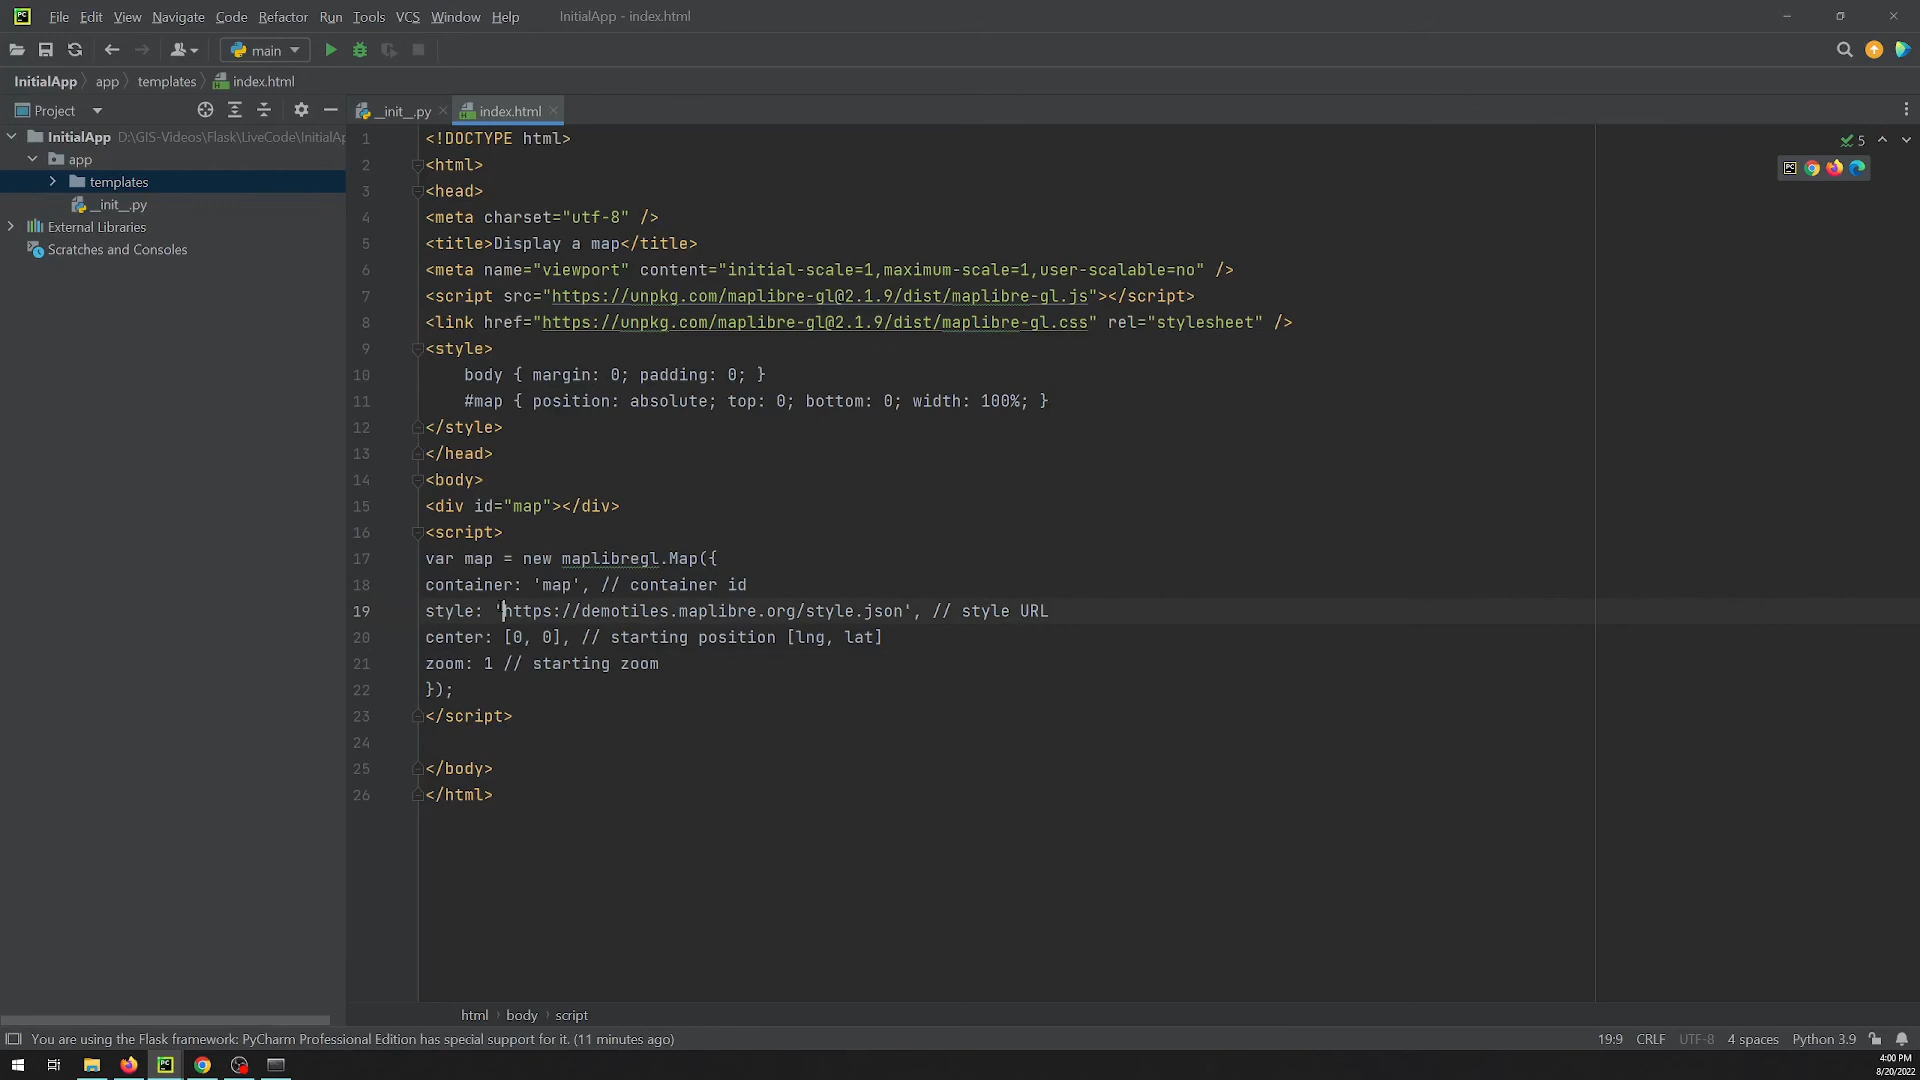 File Edit View Navigate Code Refactor Run Tools VCS Window Help InitialApp - index.html
main
InitialApp app templates index.html
Project
__init__.py index.html
InitialApp D:\GIS-Videos\Flask\LiveCode\InitialAp
app
templates
__init__.py
External Libraries
Scratches and Consoles
5
1 <!DOCTYPE html>
2 <html>
3 <head>
4 <meta charset="utf-8" />
5 <title>Display a map</title>
6 <meta name="viewport" content="initial-scale=1,maximum-scale=1,user-scalable=no" />
7 <script src="https://unpkg.com/maplibre-gl@2.1.9/dist/maplibre-gl.js"></script>
8 <link href="https://unpkg.com/maplibre-gl@2.1.9/dist/maplibre-gl.css" rel="stylesheet" />
9 <style>
10 body { margin: 0; padding: 0; }
11 #map { position: absolute; top: 0; bottom: 0; width: 100%; }
12 </style>
13 </head>
14 <body>
15 <div id="map"></div>
16 <script>
17 var map = new maplibregl.Map({
18 container: 'map', // container id
19 style: 'https://demotiles.maplibre.org/style.json', // style URL
20 center: [0, 0], // starting position [lng, lat]
21 zoom: 1 // starting zoom
22 });
23 </script>
24
25 </body>
26 </html>
html body script
You are using the Flask framework: PyCharm Professional Edition has special support for it. (11 minutes ago) 19:9 CRLF UTF-8 4 spaces Python 3.9
4:00 PM
8/20/2022